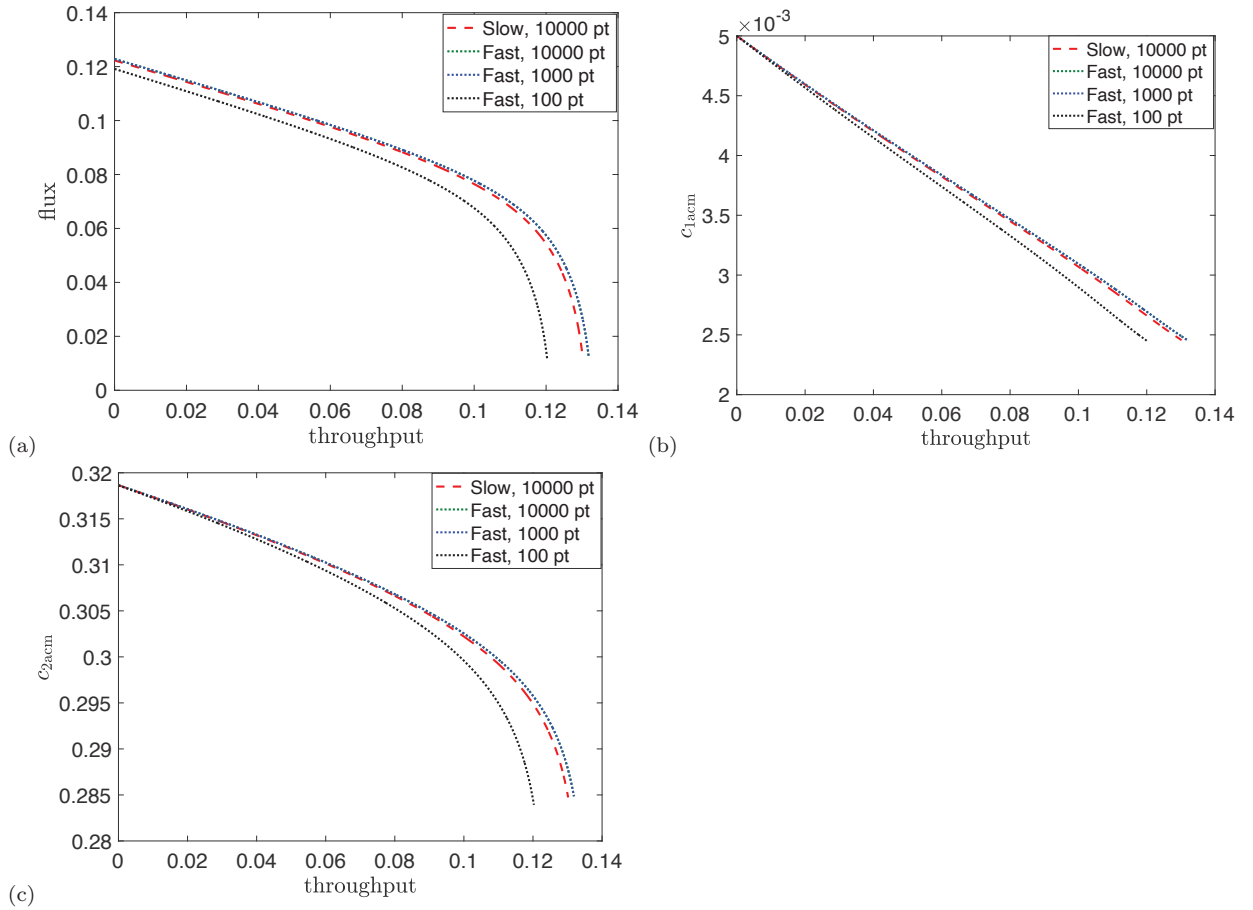 0.14
0.12
0.1
0.08
0.06
0.04
0.02
0
flux
Slow, 10000 pt
Fast, 10000 pt
Fast, 1000 pt
Fast, 100 pt
0 0.02 0.04 0.06 0.08 0.1 0.12 0.14
throughput
(a)
×10⁻³
5
4.5
4
3.5
3
2.5
2
c₁acm
Slow, 10000 pt
Fast, 10000 pt
Fast, 1000 pt
Fast, 100 pt
0 0.02 0.04 0.06 0.08 0.1 0.12 0.14
throughput
(b)
0.32
0.315
0.31
0.305
0.3
0.295
0.29
0.285
0.28
c₂acm
Slow, 10000 pt
Fast, 10000 pt
Fast, 1000 pt
Fast, 100 pt
0 0.02 0.04 0.06 0.08 0.1 0.12 0.14
throughput
(c)